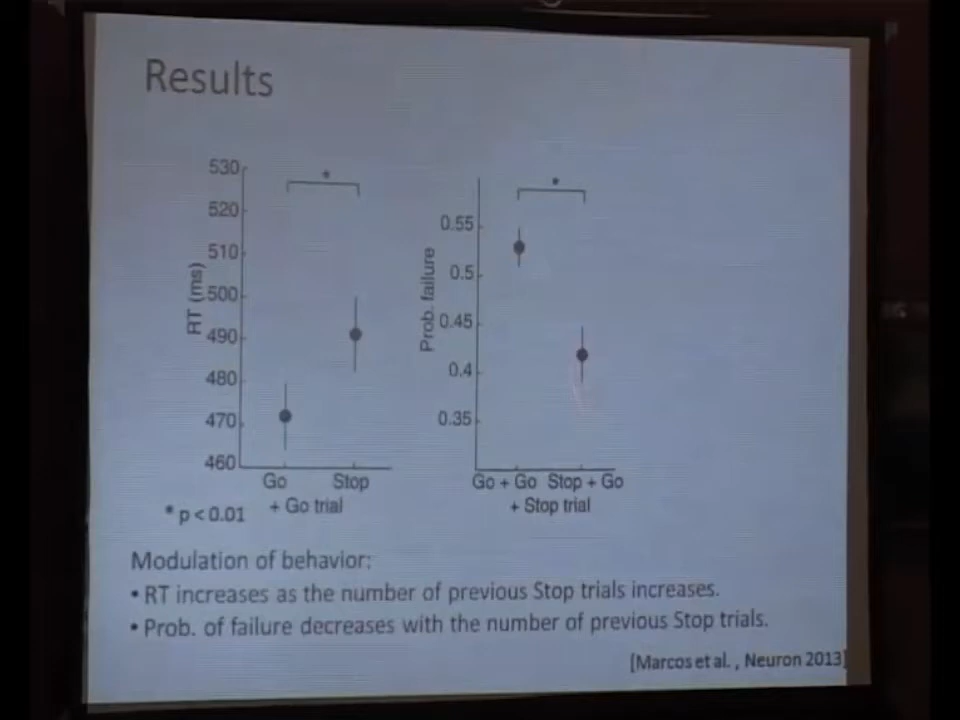 Results
530
520
510
500
490
480
470
460
RT (ms)
*
Go Stop
+ Go trial
* p < 0.01
0.55
0.5
0.45
0.4
0.35
Prob. failure
*
Go + Go Stop + Go
+ Stop trial
Modulation of behavior:
• RT increases as the number of previous Stop trials increases.
• Prob. of failure decreases with the number of previous Stop trials.
[Marcos et al. , Neuron 2013]